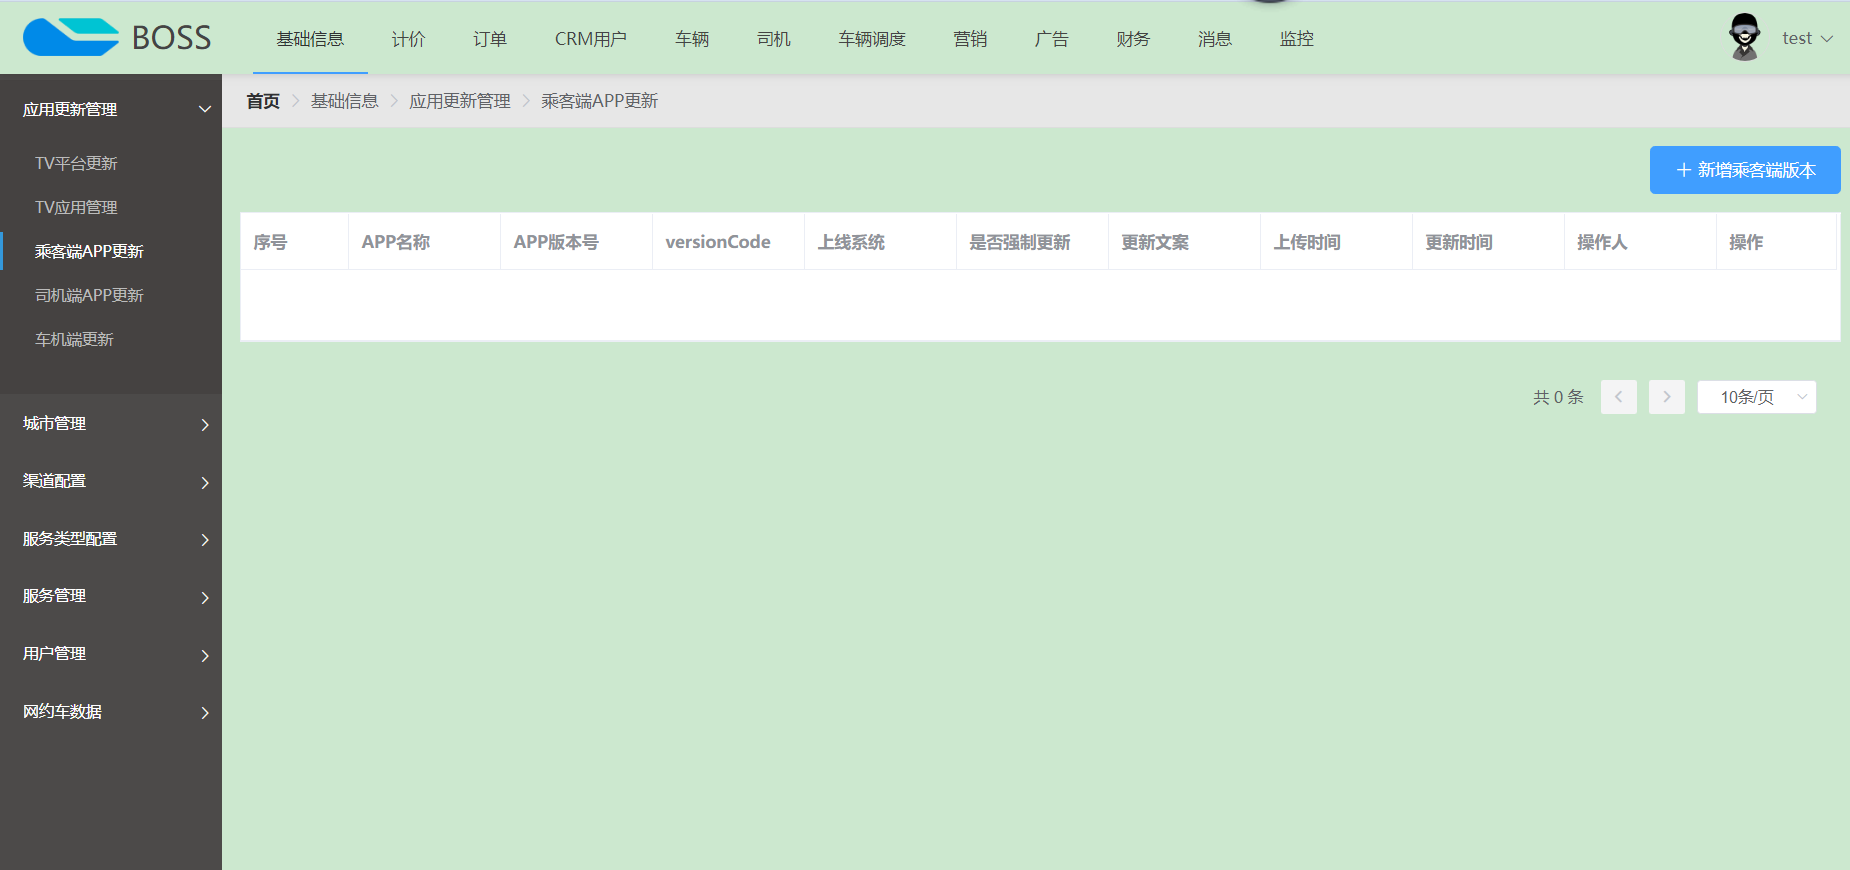 BOSS 基础信息 计价 订单 CRM用户 车辆 司机 车辆调度 营销 广告 财务 消息 监控 test
首页 基础信息 应用更新管理 乘客端APP更新
应用更新管理
TV平台更新
TV应用管理
乘客端APP更新
司机端APP更新
车机端更新
城市管理
渠道配置
服务类型配置
服务管理
用户管理
网约车数据
新增乘客端版本
序号 APP名称 APP版本号 versionCode 上线系统 是否强制更新 更新文案 上传时间 更新时间 操作人 操作
共 0 条 10条/页